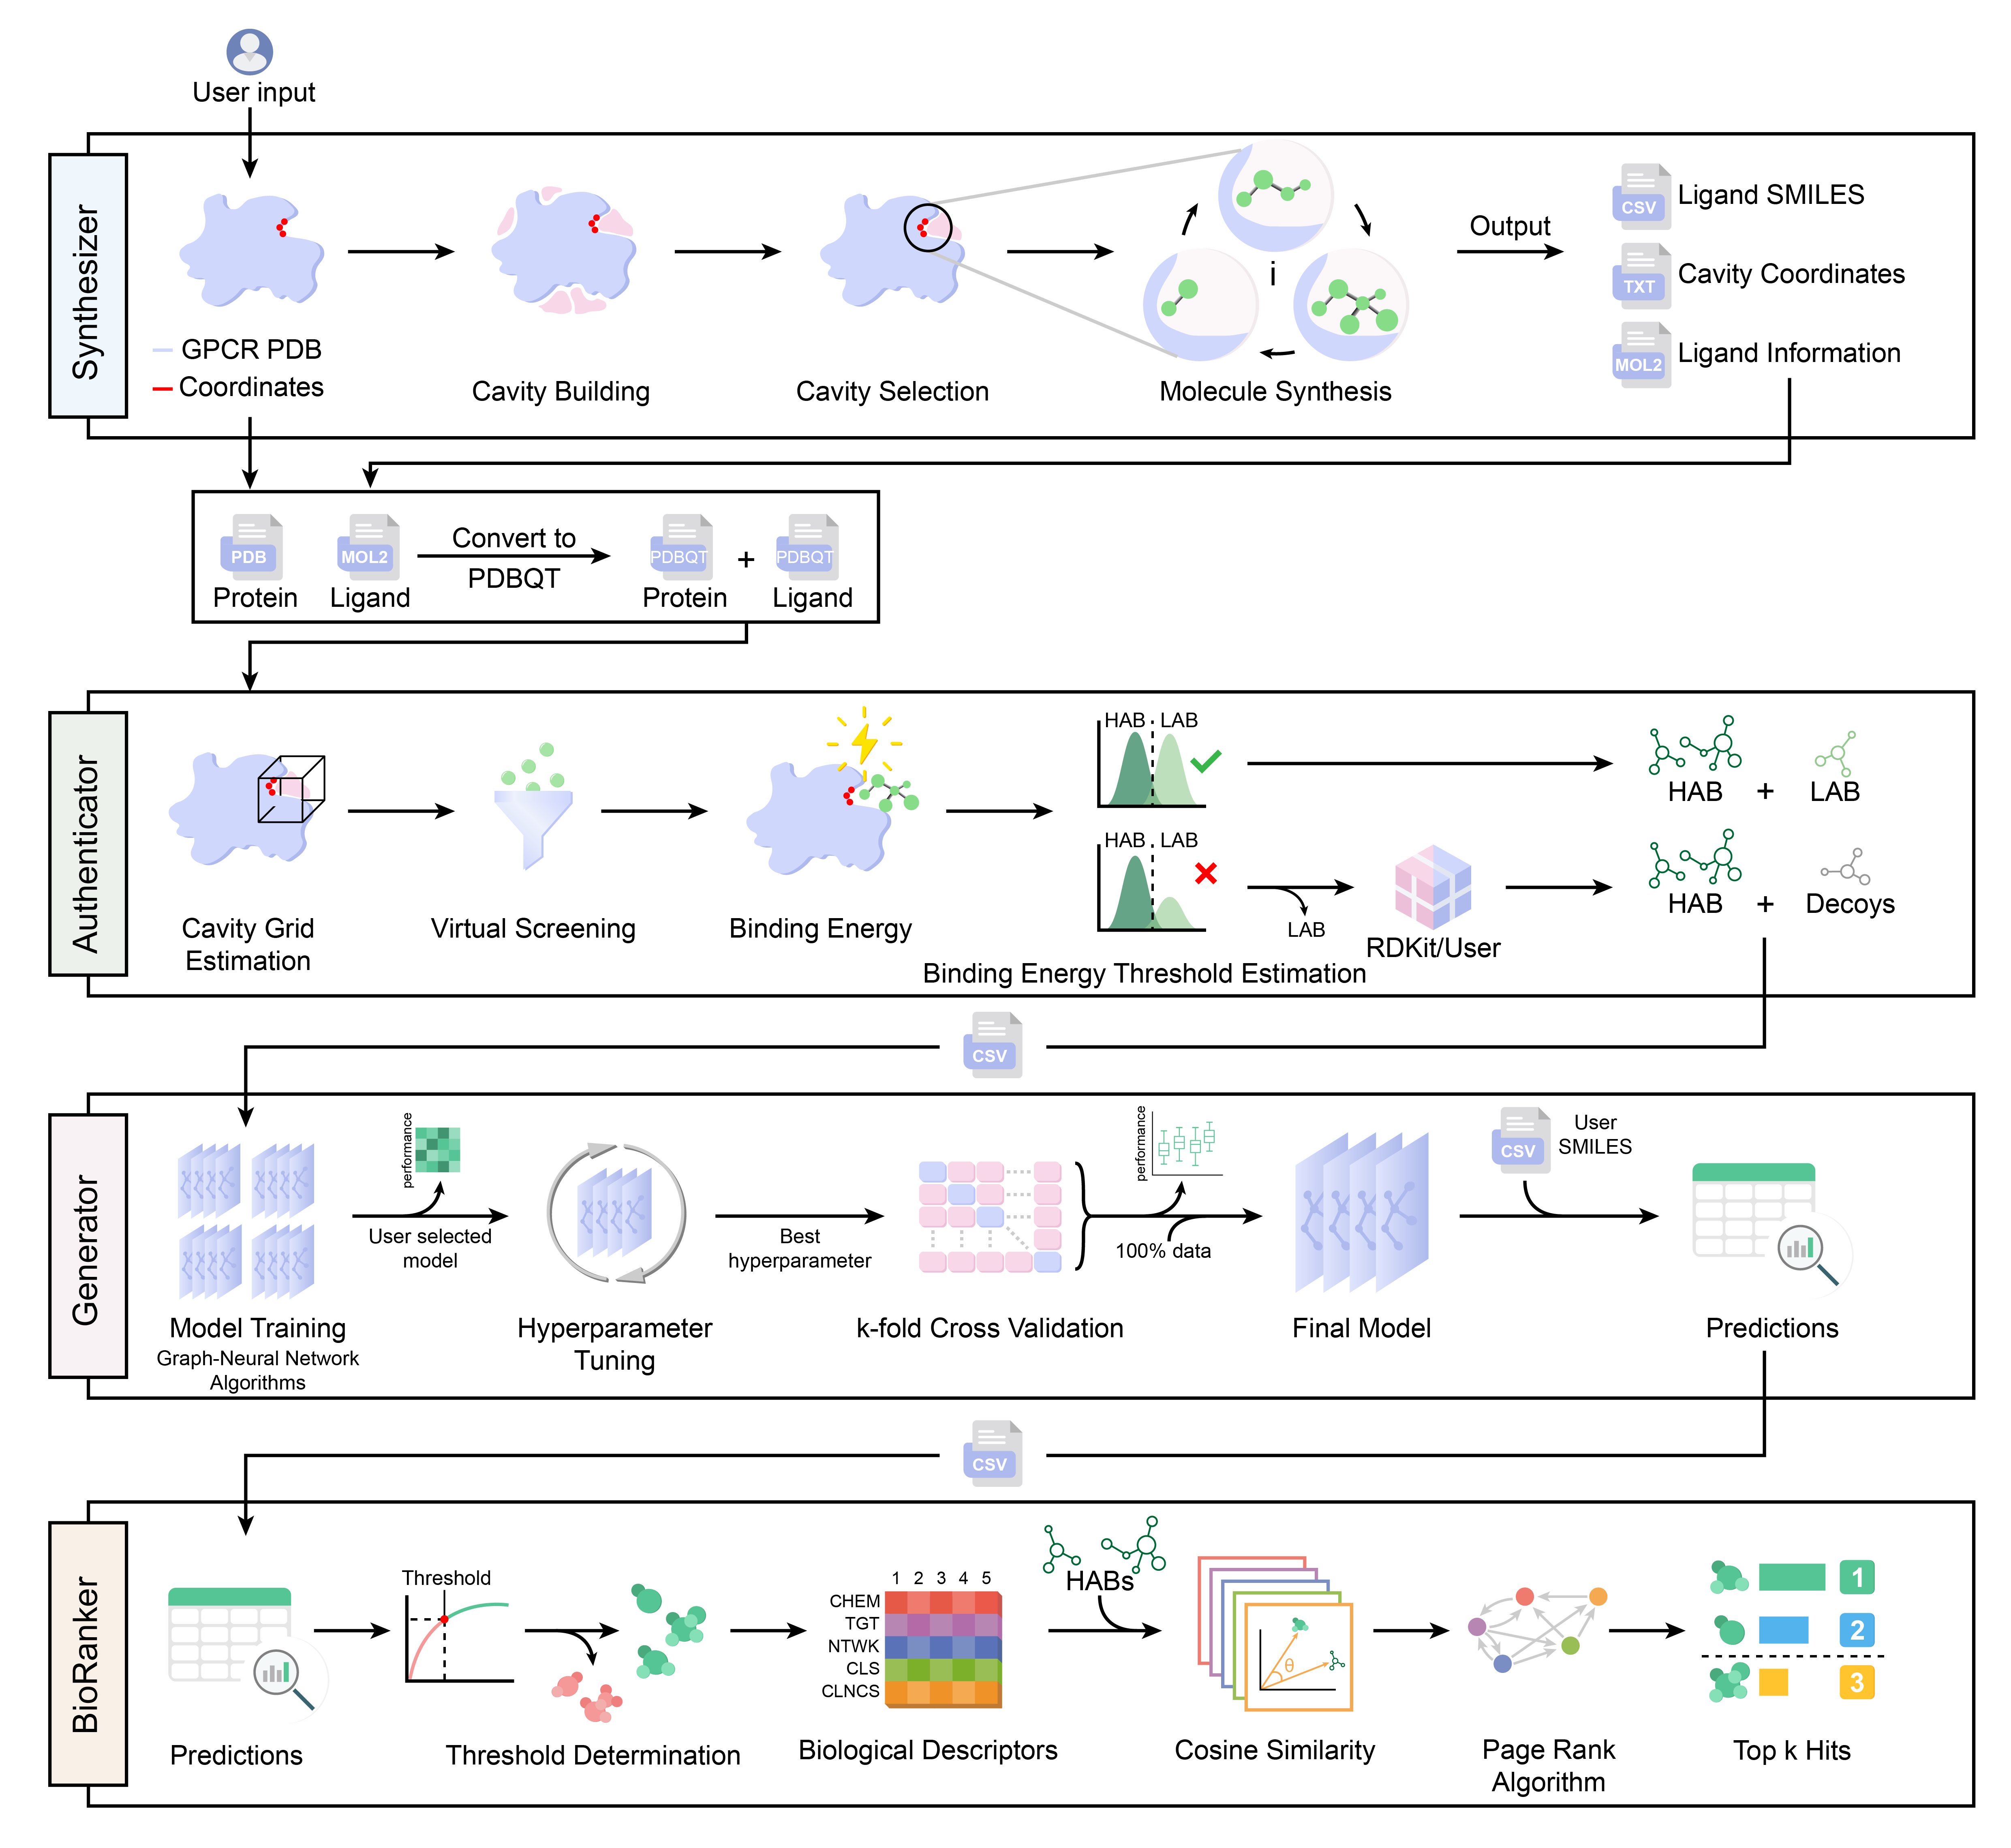 User input
Synthesizer
GPCR PDB
Coordinates
Cavity Building
Cavity Selection
i
Molecule Synthesis
Output
CSV
Ligand SMILES
TXT
Cavity Coordinates
MOL2
Ligand Information
PDB
Protein
MOL2
Ligand
Convert to
PDBQT
PDBQT
Protein
+
PDBQT
Ligand
Authenticator
Cavity Grid
Estimation
Virtual Screening
Binding Energy
HAB LAB
HAB LAB
LAB
Binding Energy Threshold Estimation
RDKit/User
HAB + LAB
HAB + Decoys
CSV
Generator
Model Training
Graph-Neural Network
Algorithms
performance
User selected
model
Hyperparameter
Tuning
Best
hyperparameter
k-fold Cross Validation
performance
100% data
Final Model
CSV
User
SMILES
Predictions
CSV
BioRanker
Predictions
Threshold
Threshold Determination
1 2 3 4 5
CHEM
TGT
NTWK
CLS
CLNCS
Biological Descriptors
HABs
θ
Cosine Similarity
Page Rank
Algorithm
1
2
3
Top k Hits